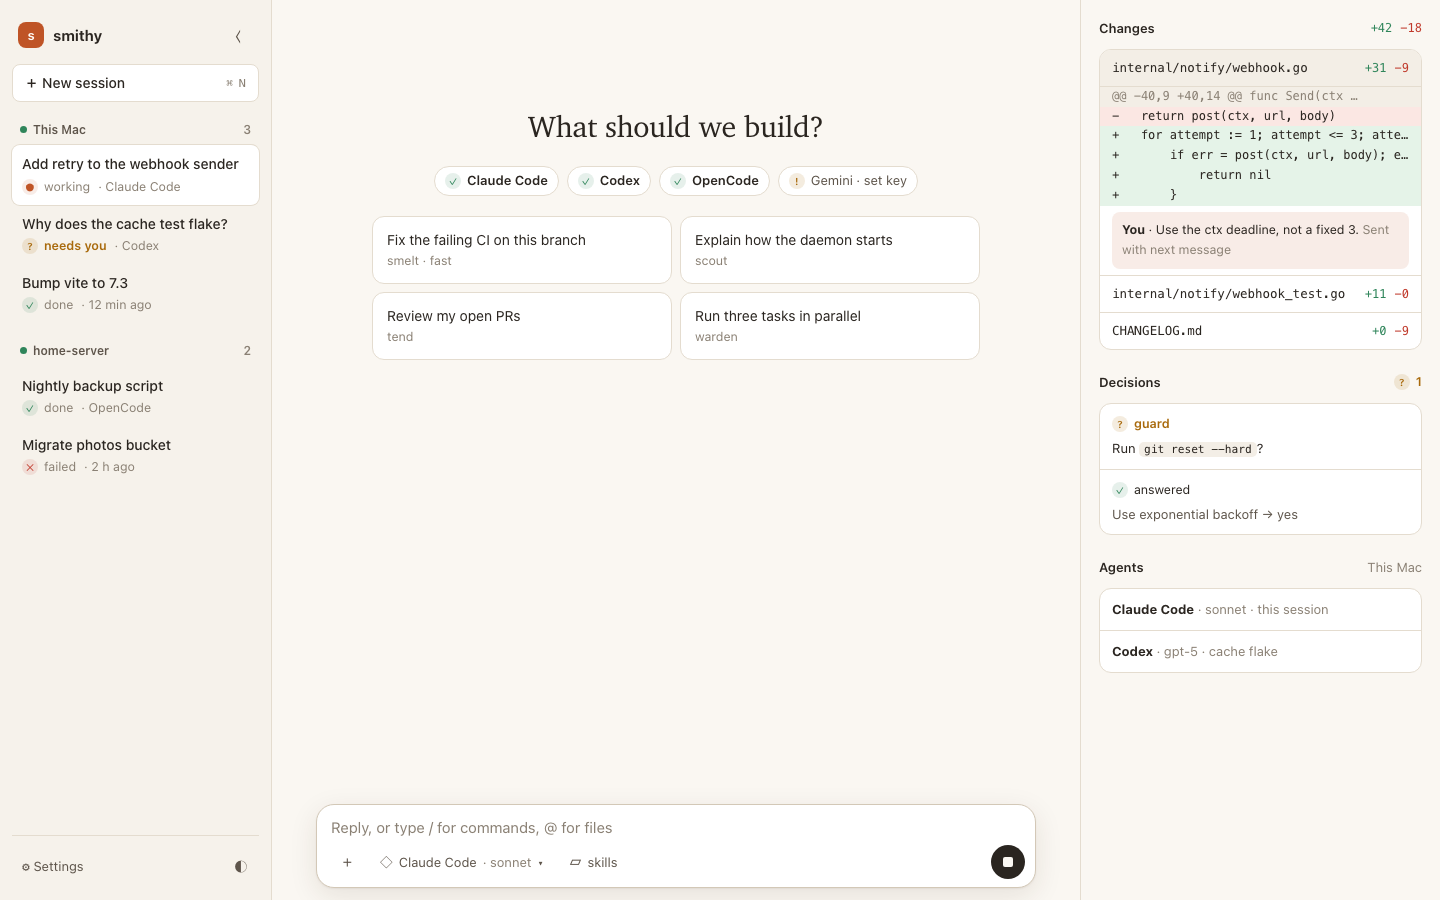 s smithy
+ New session ⌘ N
This Mac 3
Add retry to the webhook sender
working · Claude Code
Why does the cache test flake?
? needs you · Codex
Bump vite to 7.3
✓ done · 12 min ago
home-server 2
Nightly backup script
✓ done · OpenCode
Migrate photos bucket
× failed · 2 h ago
Settings
What should we build?
✓ Claude Code ✓ Codex ✓ OpenCode ! Gemini · set key
Fix the failing CI on this branch
smelt · fast
Explain how the daemon starts
scout
Review my open PRs
tend
Run three tasks in parallel
warden
Reply, or type / for commands, @ for files
+ Claude Code · sonnet ▾ skills
Changes +42 −18
internal/notify/webhook.go +31 −9
@@ −40,9 +40,14 @@ func Send(ctx …
− return post(ctx, url, body)
+ for attempt := 1; attempt <= 3; atte…
+ if err = post(ctx, url, body); e…
+ return nil
+ }
You · Use the ctx deadline, not a fixed 3. Sent
with next message
internal/notify/webhook_test.go +11 −0
CHANGELOG.md +0 −9
Decisions ? 1
? guard
Run git reset --hard ?
✓ answered
Use exponential backoff → yes
Agents This Mac
Claude Code · sonnet · this session
Codex · gpt-5 · cache flake